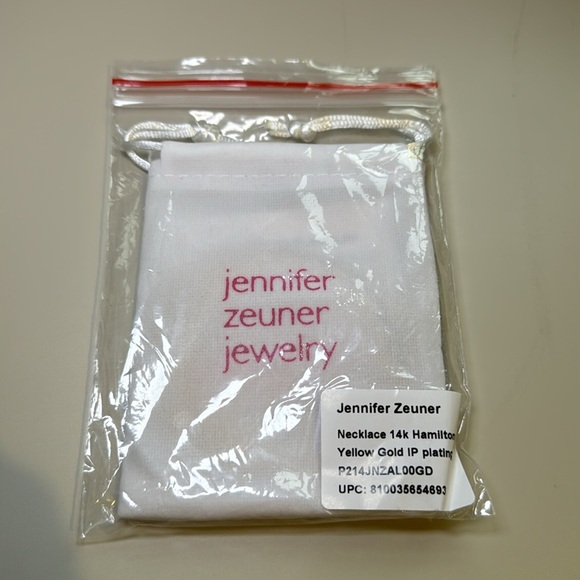 jennifer
zeuner
jewelry
Jennifer Zeuner
Necklace 14k Hamilton
Yellow Gold IP plating
P214JNZAL00GD
UPC: 810035654693